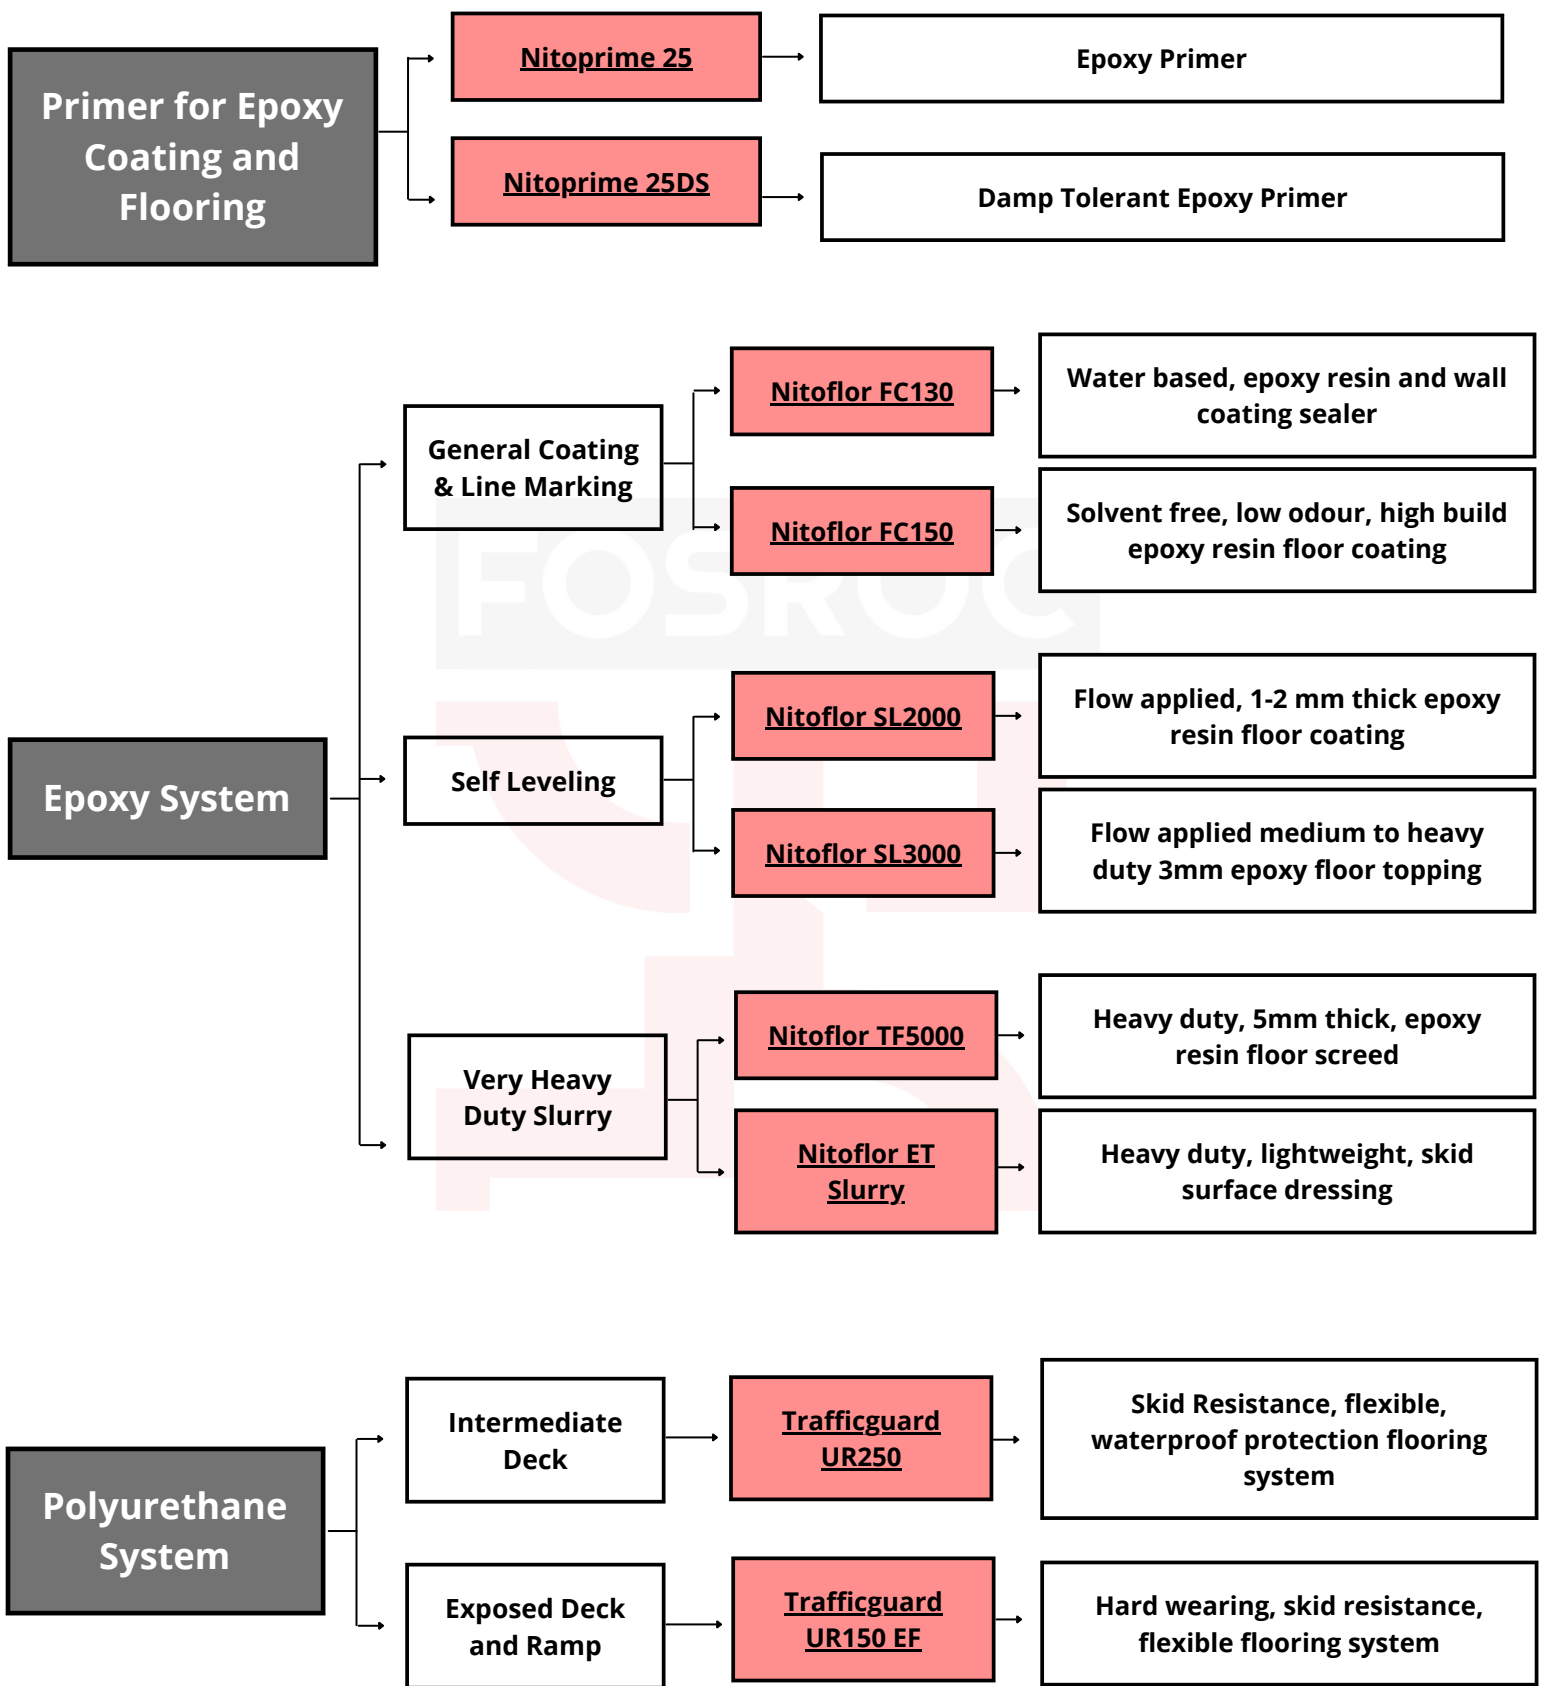 Primer for Epoxy
Coating and
Flooring
Nitoprime 25
Epoxy Primer
Nitoprime 25DS
Damp Tolerant Epoxy Primer
Epoxy System
General Coating
& Line Marking
Nitoflor FC130
Water based, epoxy resin and wall
coating sealer
Nitoflor FC150
Solvent free, low odour, high build
epoxy resin floor coating
FOSROC
Self Leveling
Nitoflor SL2000
Flow applied, 1-2 mm thick epoxy
resin floor coating
Nitoflor SL3000
Flow applied medium to heavy
duty 3mm epoxy floor topping
Very Heavy
Duty Slurry
Nitoflor TF5000
Heavy duty, 5mm thick, epoxy
resin floor screed
Nitoflor ET
Slurry
Heavy duty, lightweight, skid
surface dressing
Polyurethane
System
Intermediate
Deck
Trafficguard
UR250
Skid Resistance, flexible,
waterproof protection flooring
system
Exposed Deck
and Ramp
Trafficguard
UR150 EF
Hard wearing, skid resistance,
flexible flooring system